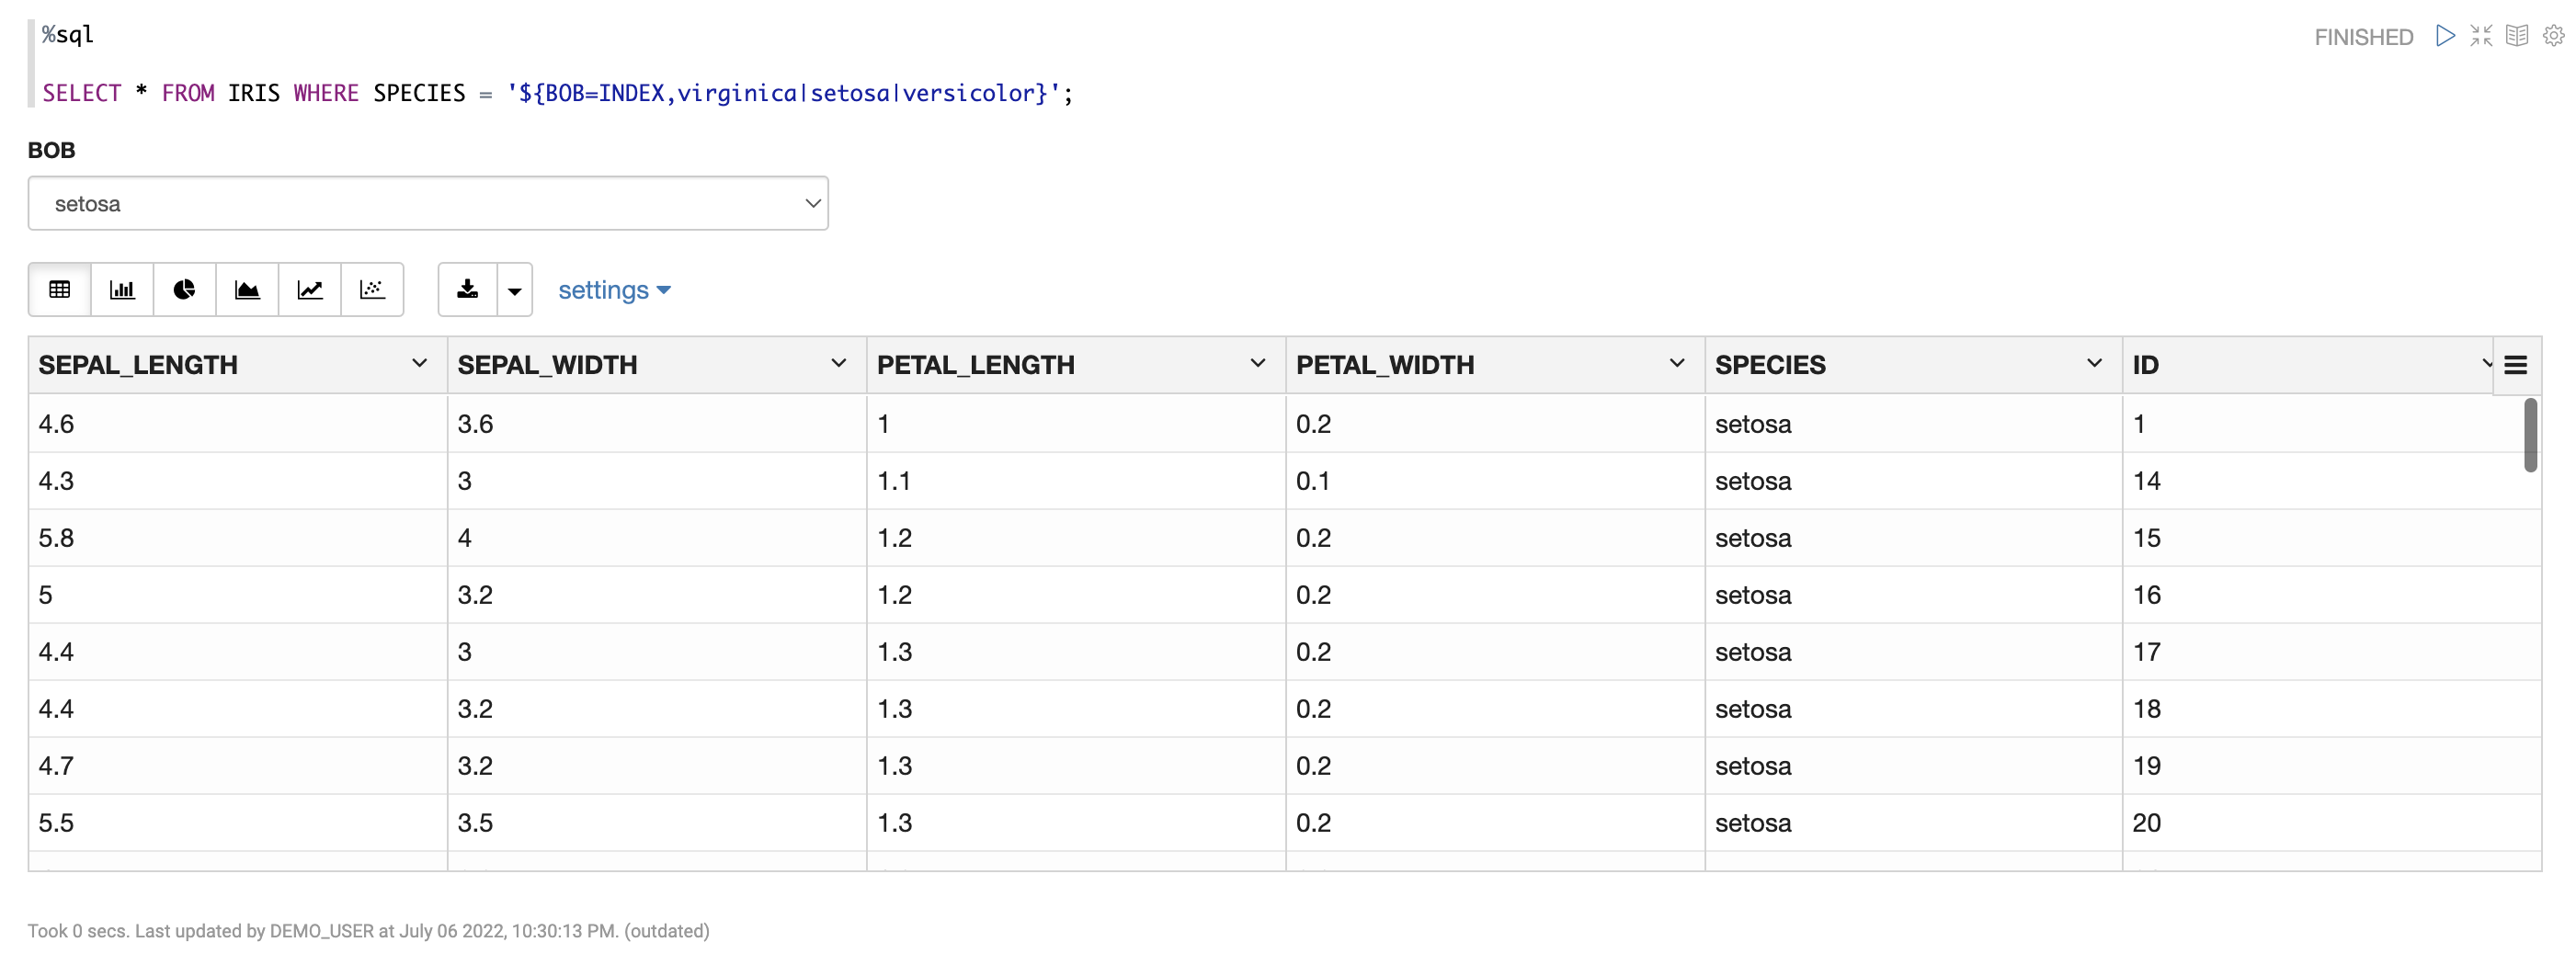 %sql
FINISHED
SELECT * FROM IRIS WHERE SPECIES = '${BOB=INDEX,virginica|setosa|versicolor}';
BOB
setosa
settings
SEPAL_LENGTH SEPAL_WIDTH PETAL_LENGTH PETAL_WIDTH SPECIES ID
4.6 3.6 1 0.2 setosa 1
4.3 3 1.1 0.1 setosa 14
5.8 4 1.2 0.2 setosa 15
5 3.2 1.2 0.2 setosa 16
4.4 3 1.3 0.2 setosa 17
4.4 3.2 1.3 0.2 setosa 18
4.7 3.2 1.3 0.2 setosa 19
5.5 3.5 1.3 0.2 setosa 20
Took 0 secs. Last updated by DEMO_USER at July 06 2022, 10:30:13 PM. (outdated)